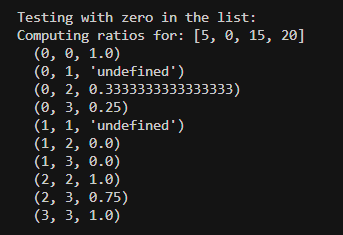 Testing with zero in the list:
Computing ratios for: [5, 0, 15, 20]
  (0, 0, 1.0)
  (0, 1, 'undefined')
  (0, 2, 0.3333333333333333)
  (0, 3, 0.25)
  (1, 1, 'undefined')
  (1, 2, 0.0)
  (1, 3, 0.0)
  (2, 2, 1.0)
  (2, 3, 0.75)
  (3, 3, 1.0)